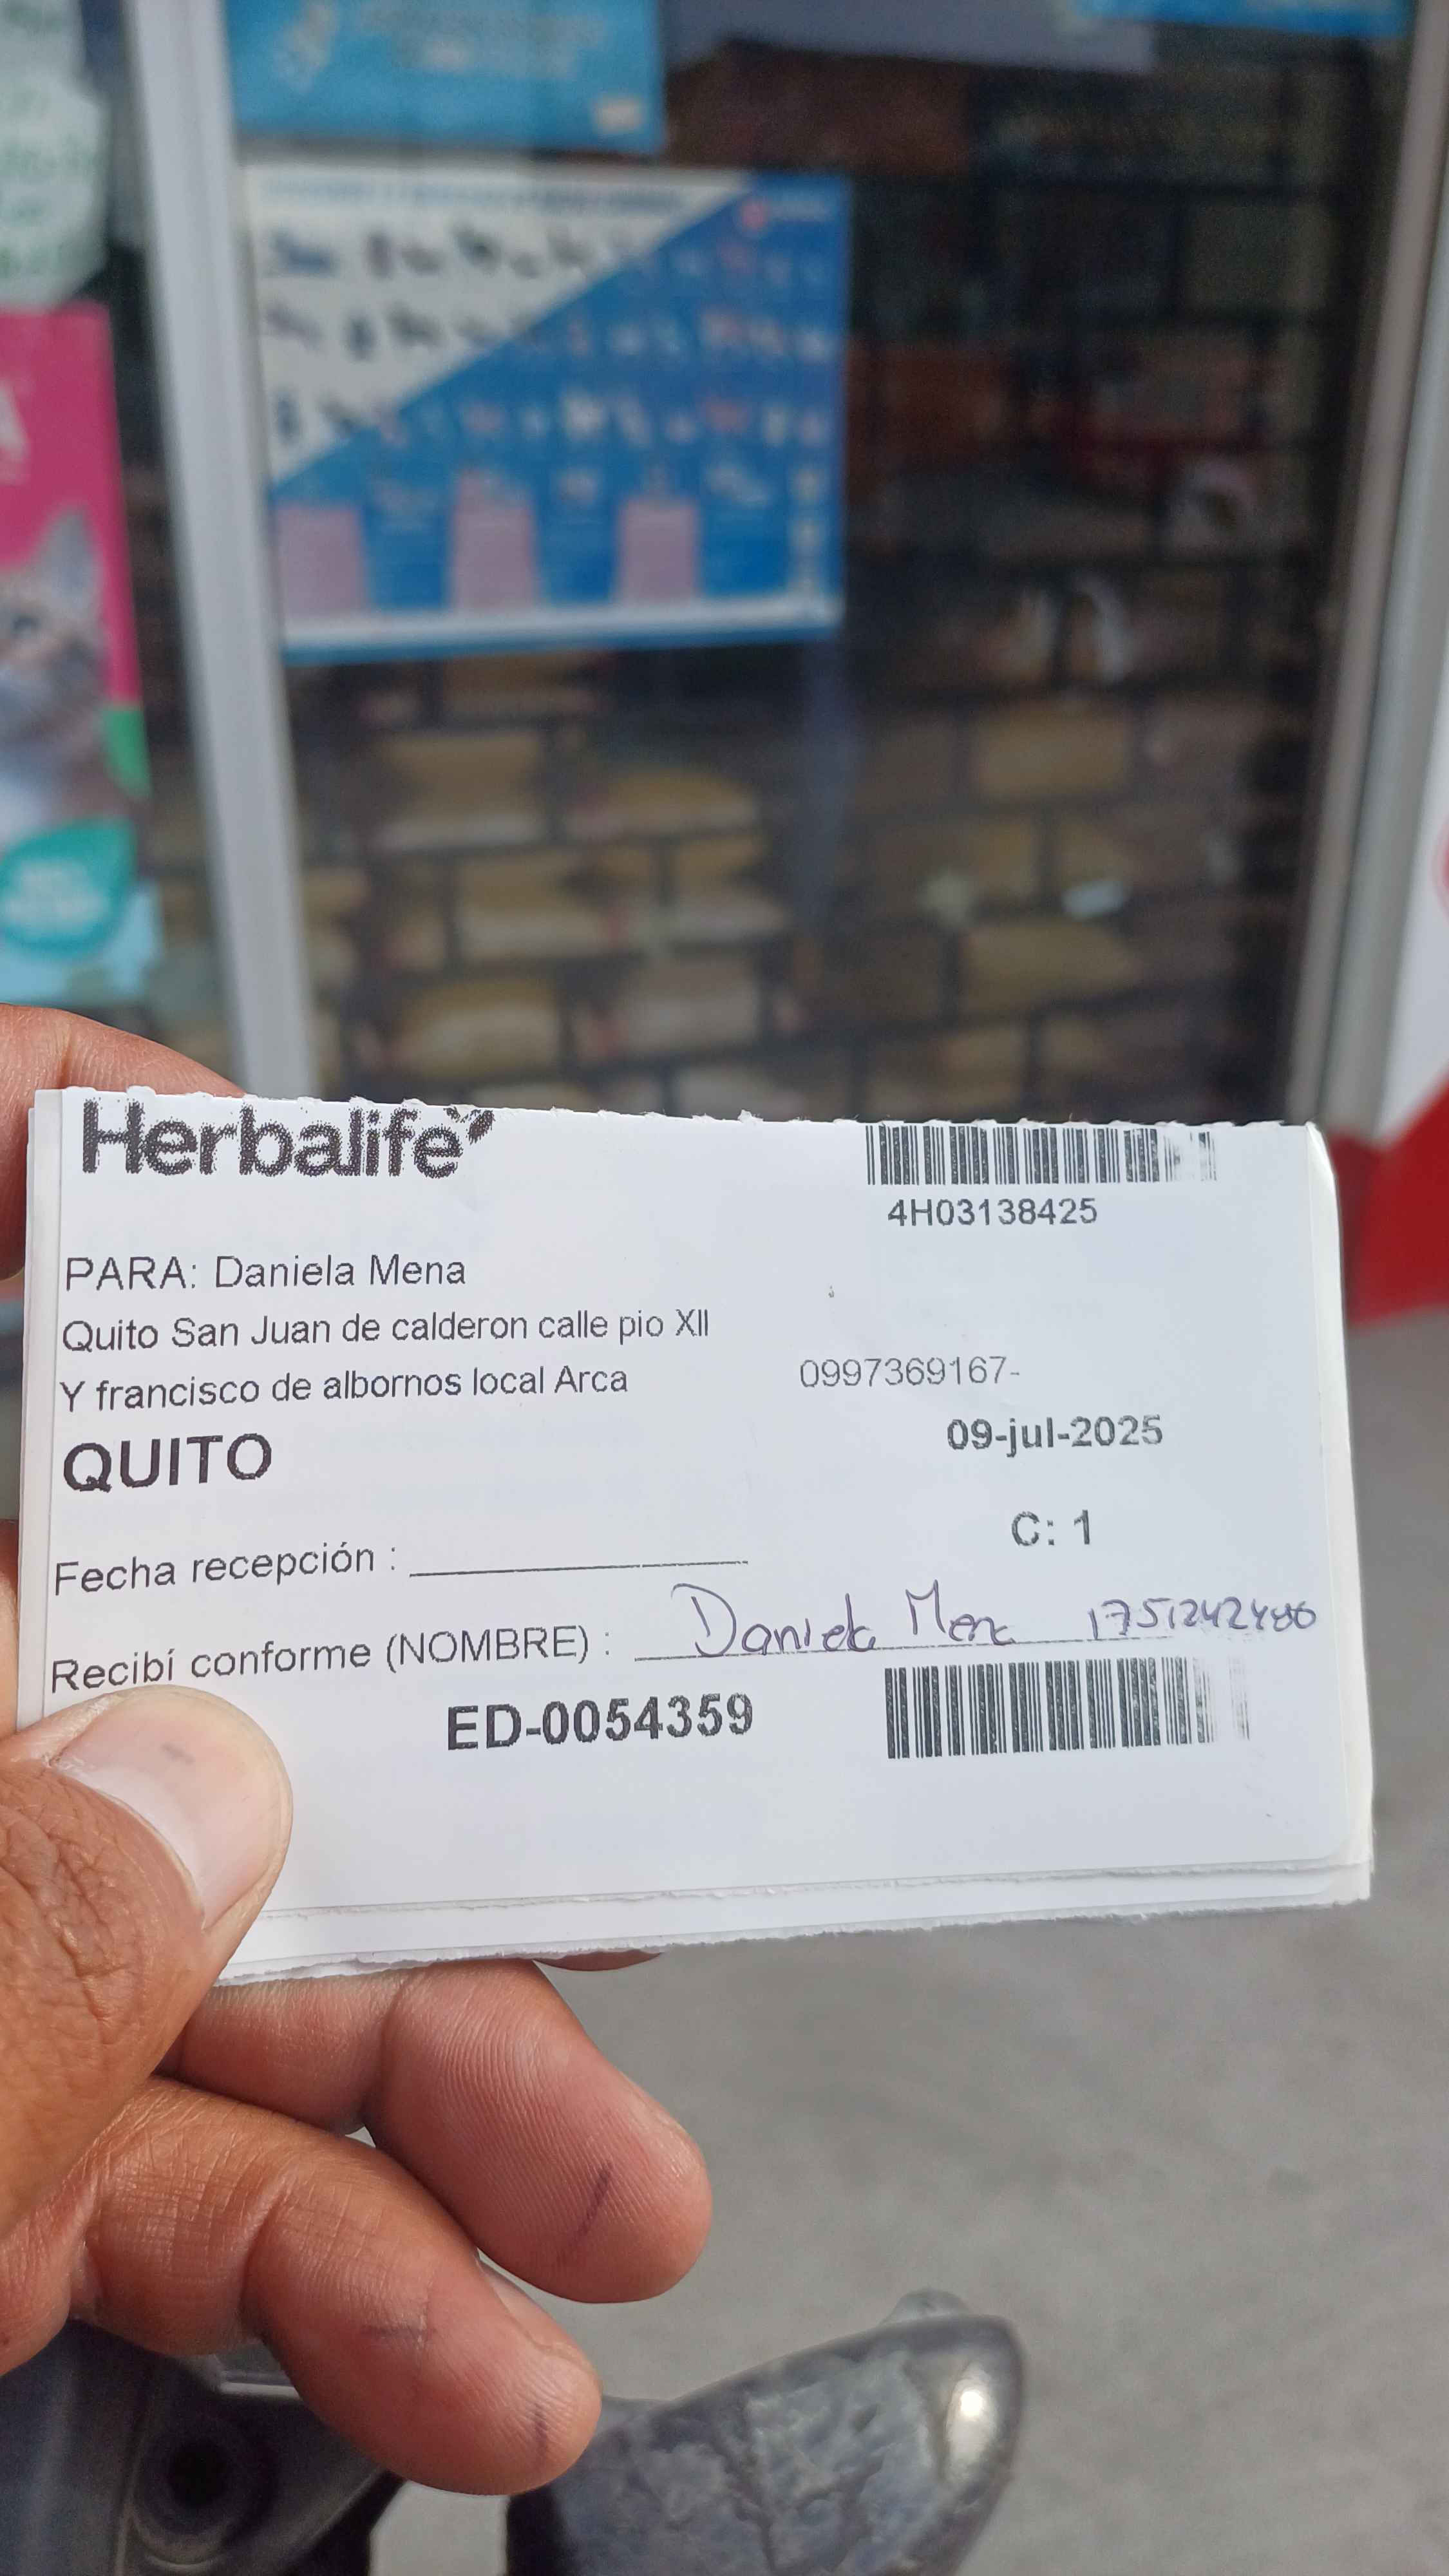 Herbalife
4H03138425
PARA: Daniela Mena
Quito San Juan de calderon calle pio XII
Y francisco de albornos local Arca
0997369167-
QUITO
09-jul-2025
C: 1
Fecha recepción :
Recibí conforme (NOMBRE) : Daniela Mena 1751242486
ED-0054359